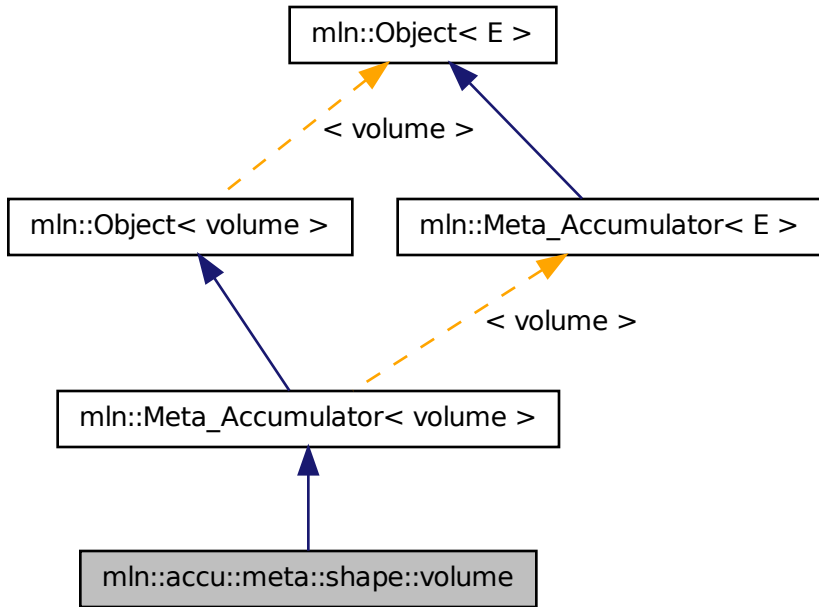 mln::Object< E >
< volume >
mln::Object< volume >
mln::Meta_Accumulator< E >
< volume >
mln::Meta_Accumulator< volume >
mln::accu::meta::shape::volume